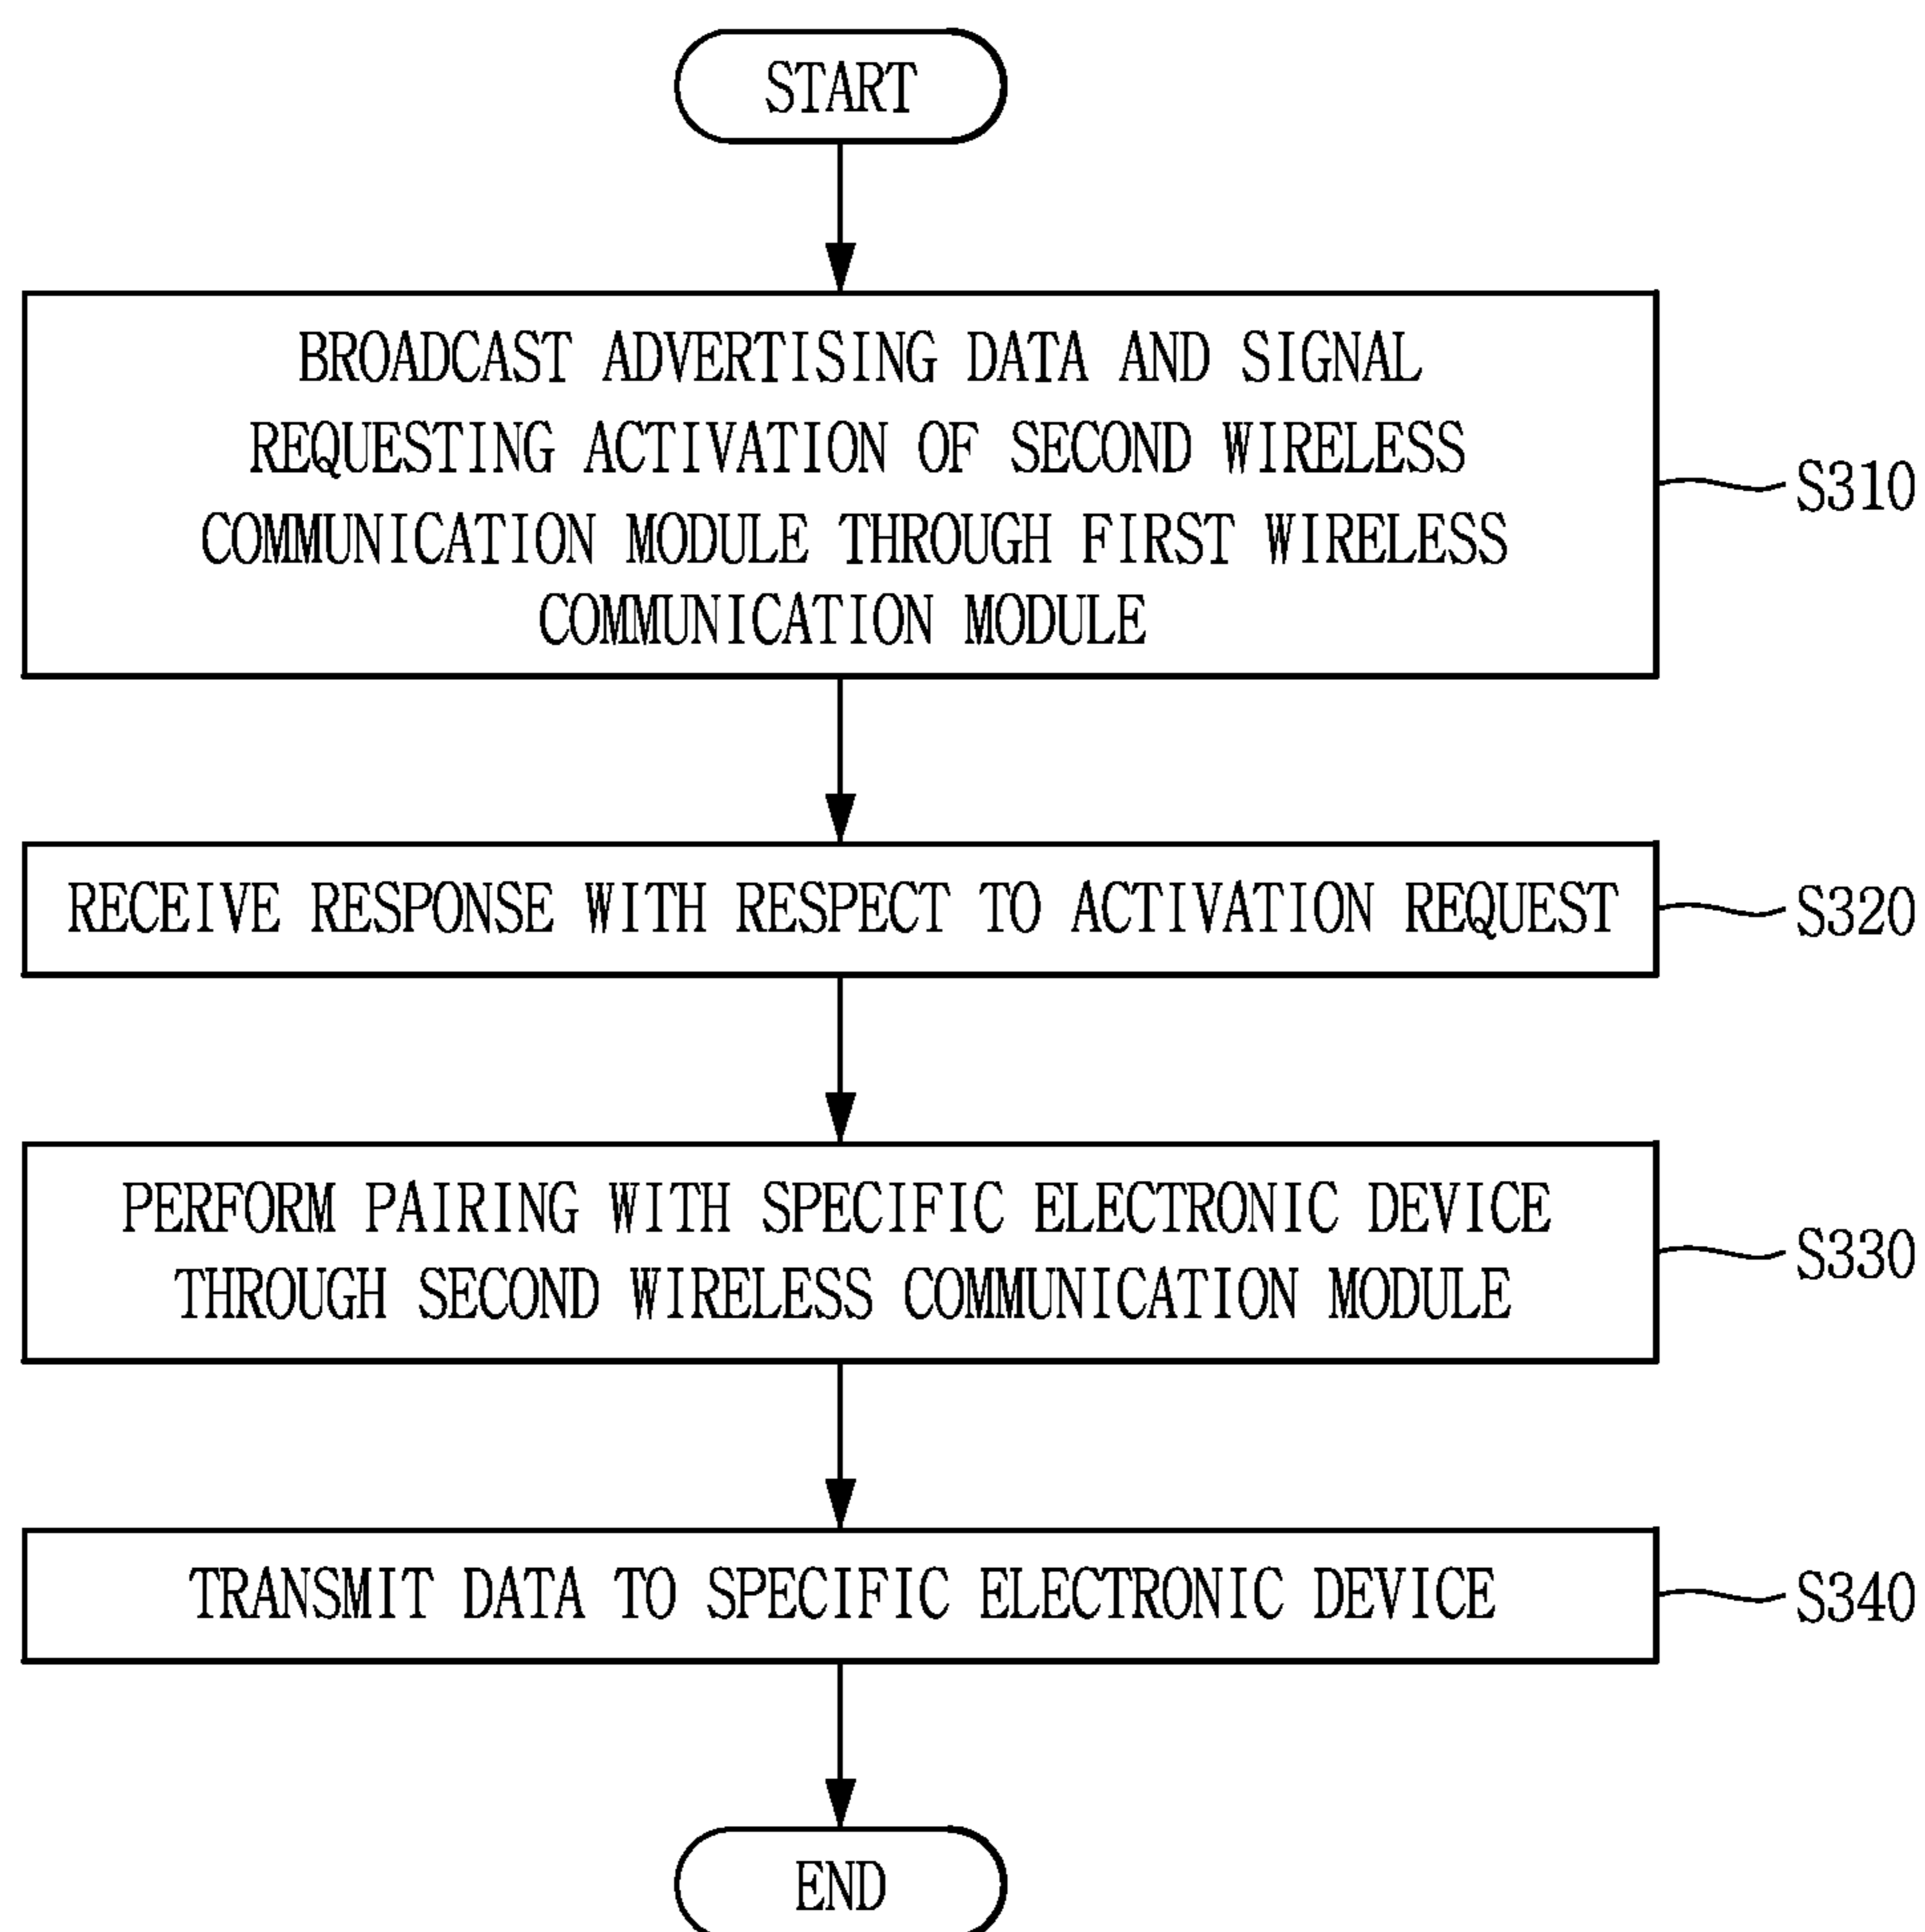 START
BROADCAST ADVERTISING DATA AND SIGNAL
REQUESTING ACTIVATION OF SECOND WIRELESS
COMMUNICATION MODULE THROUGH FIRST WIRELESS
COMMUNICATION MODULE
S310
RECEIVE RESPONSE WITH RESPECT TO ACTIVATION REQUEST
S320
PERFORM PAIRING WITH SPECIFIC ELECTRONIC DEVICE
THROUGH SECOND WIRELESS COMMUNICATION MODULE
S330
TRANSMIT DATA TO SPECIFIC ELECTRONIC DEVICE
S340
END